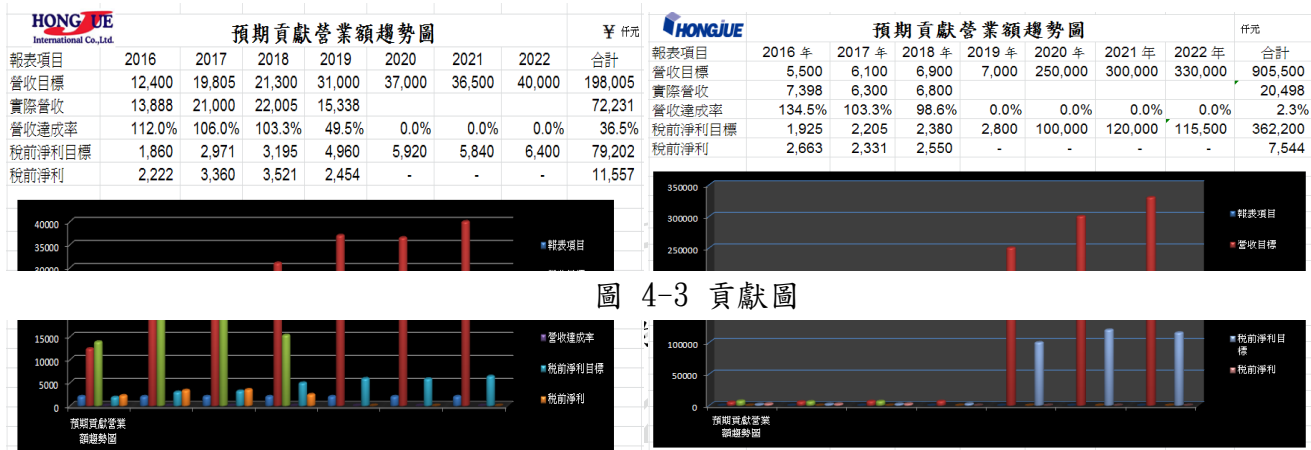 HONG JUE
International Co.,Ltd.
預期貢獻營業額趨勢圖
¥ 仟元
報表項目 2016 2017 2018 2019 2020 2021 2022 合計
營收目標 12,400 19,805 21,300 31,000 37,000 36,500 40,000 198,005
實際營收 13,888 21,000 22,005 15,338 72,231
營收達成率 112.0% 106.0% 103.3% 49.5% 0.0% 0.0% 0.0% 36.5%
稅前淨利目標 1,860 2,971 3,195 4,960 5,920 5,840 6,400 79,202
稅前淨利 2,222 3,360 3,521 2,454 - - - 11,557
40000
35000
30000
報表項目
HONGJUE
預期貢獻營業額趨勢圖
仟元
報表項目 2016 年 2017 年 2018 年 2019 年 2020 年 2021 年 2022 年 合計
營收目標 5,500 6,100 6,900 7,000 250,000 300,000 330,000 905,500
實際營收 7,398 6,300 6,800 20,498
營收達成率 134.5% 103.3% 98.6% 0.0% 0.0% 0.0% 0.0% 2.3%
稅前淨利目標 1,925 2,205 2,380 2,800 100,000 120,000 115,500 362,200
稅前淨利 2,663 2,331 2,550 - - - - 7,544
350000
300000
250000
報表項目
營收目標
圖 4-3 貢獻圖
15000
10000
5000
0
預期貢獻營業
額趨勢圖
營收達成率
稅前淨利目標
稅前淨利
100000
50000
0
預期貢獻營業
額趨勢圖
稅前淨利目
標
稅前淨利